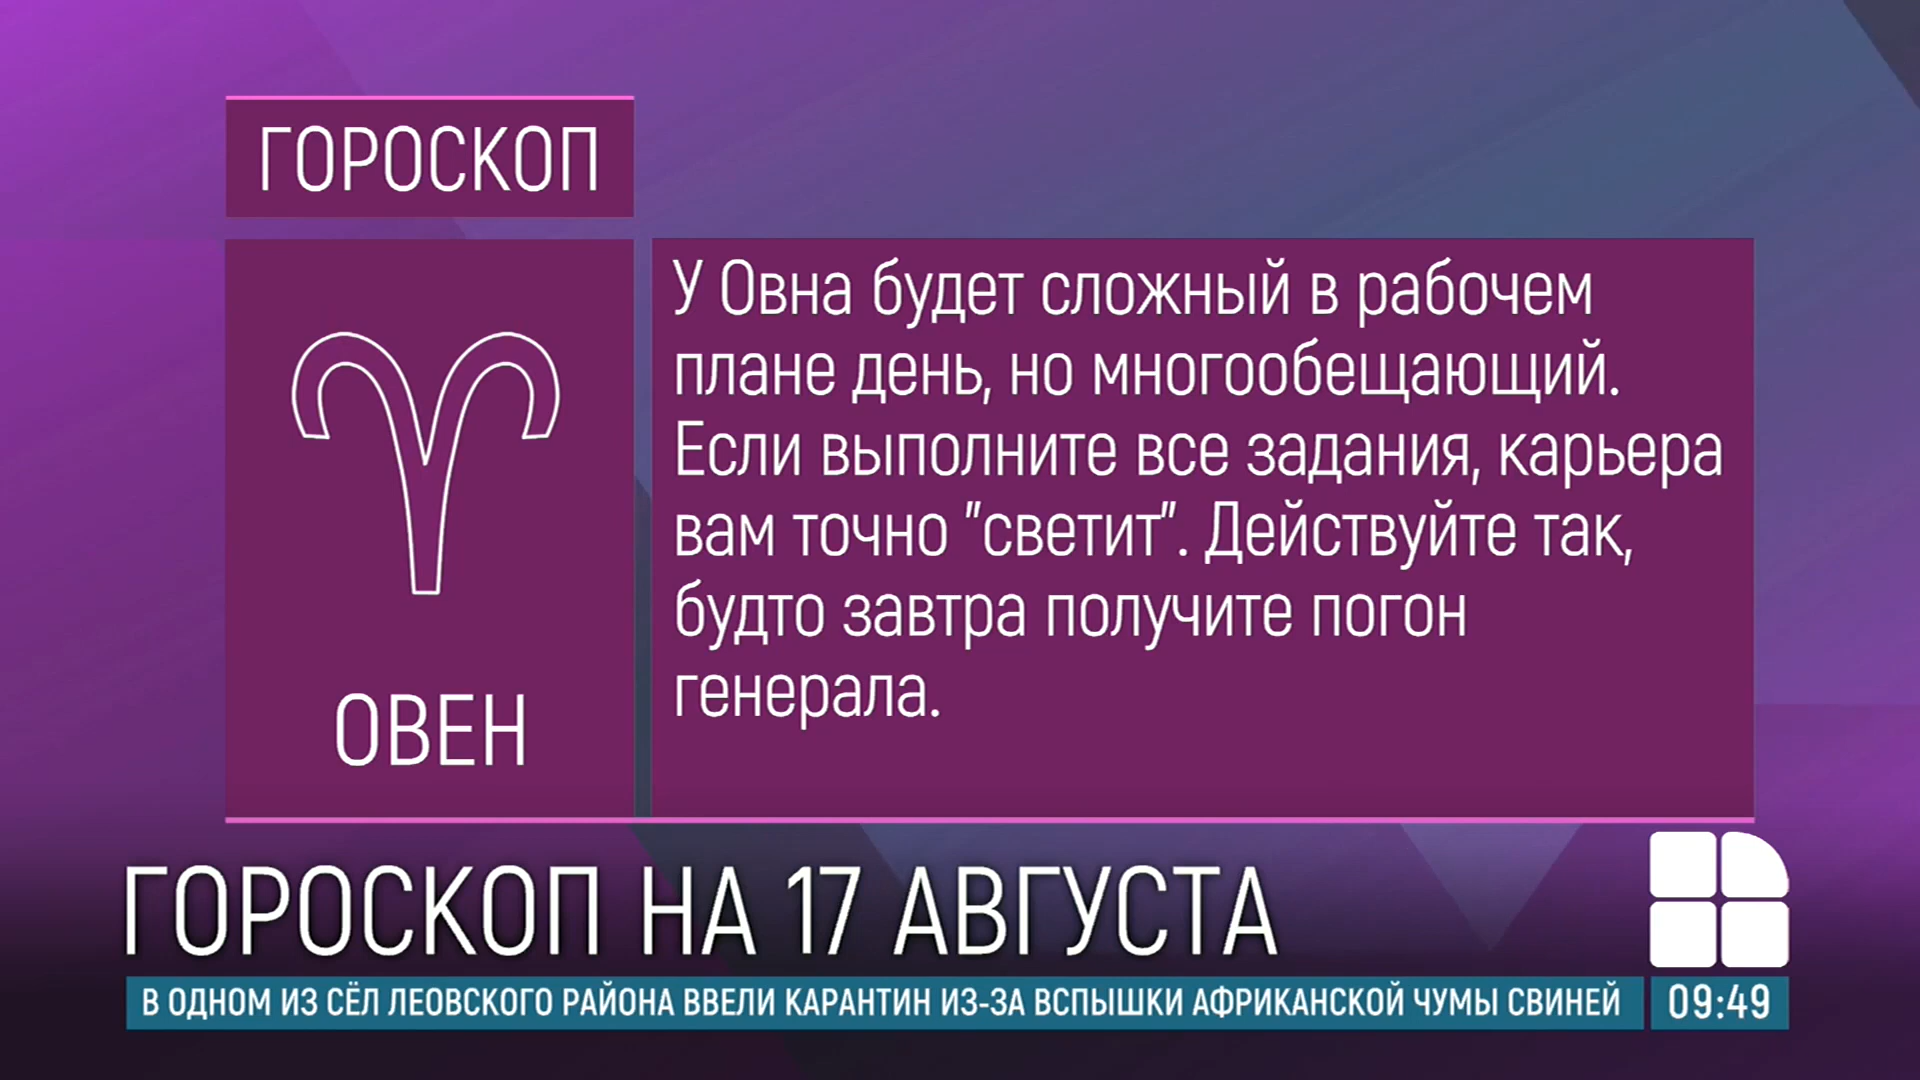 ГОРОСКОП
ОВЕН
У Овна будет сложный в рабочем
плане день, но многообещающий.
Если выполните все задания, карьера
вам точно "светит". Действуйте так,
будто завтра получите погон
генерала.
ГОРОСКОП НА 17 АВГУСТА
В ОДНОМ ИЗ СЁЛ ЛЕОВСКОГО РАЙОНА ВВЕЛИ КАРАНТИН ИЗ-ЗА ВСПЫШКИ АФРИКАНСКОЙ ЧУМЫ СВИНЕЙ
09:49